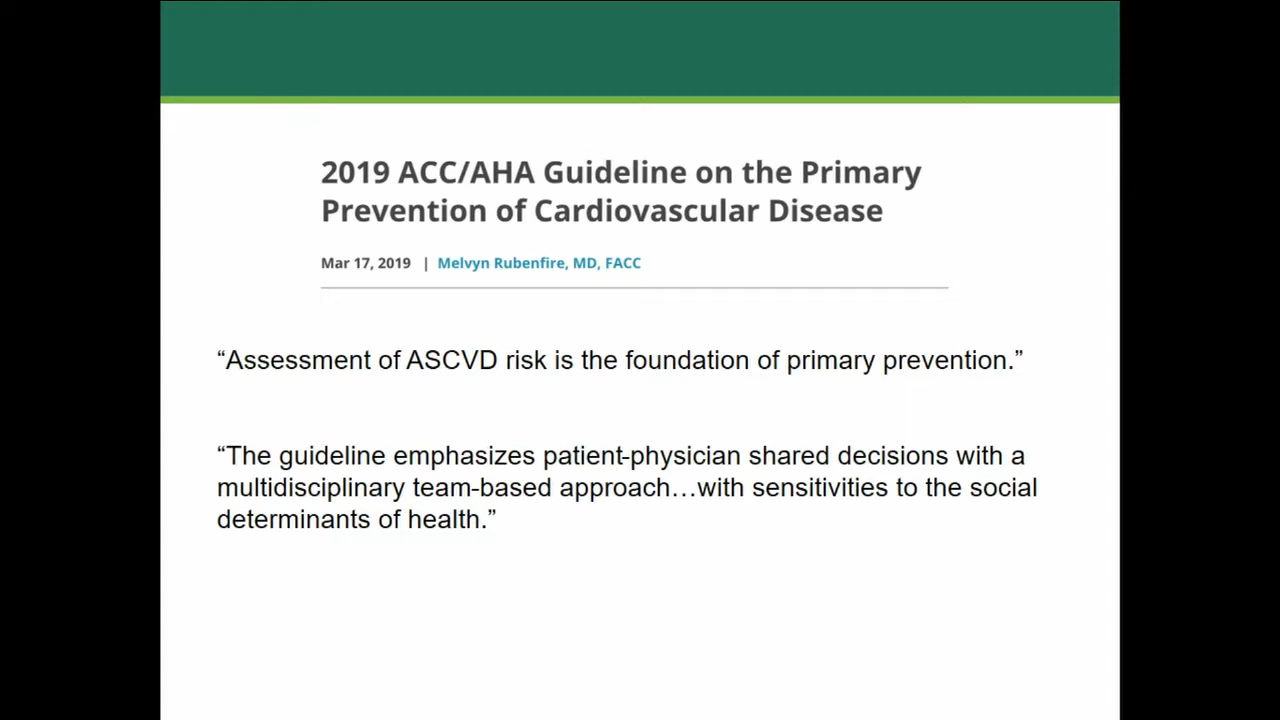 2019 ACC/AHA Guideline on the Primary
Prevention of Cardiovascular Disease
Mar 17, 2019 | Melvyn Rubenfire, MD, FACC
“Assessment of ASCVD risk is the foundation of primary prevention.”
“The guideline emphasizes patient-physician shared decisions with a
multidisciplinary team-based approach…with sensitivities to the social
determinants of health.”